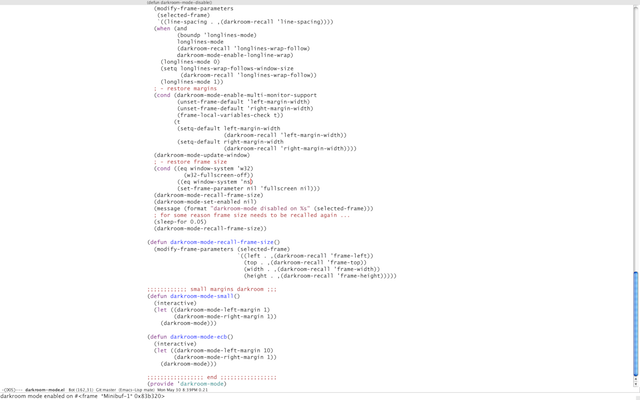 (defun darkroom-mode-disable()
(modify-frame-parameters
(selected-frame)
`((line-spacing . ,(darkroom-recall 'line-spacing))))
(when (and
(boundp 'longlines-mode)
longlines-mode
(darkroom-recall 'longlines-wrap-follow)
darkroom-mode-enable-longline-wrap)
(longlines-mode 0)
(setq longlines-wrap-follows-window-size
(darkroom-recall 'longlines-wrap-follow))
(longlines-mode 1))
; - restore margins
(cond (darkroom-mode-enable-multi-monitor-support
(unset-frame-default 'left-margin-width)
(unset-frame-default 'right-margin-width)
(frame-local-variables-check t))
(t
(setq-default left-margin-width
(darkroom-recall 'left-margin-width))
(setq-default right-margin-width
(darkroom-recall 'right-margin-width))))
(darkroom-mode-update-window)
; - restore frame size
(cond ((eq window-system 'w32)
(w32-fullscreen-off))
((eq window-system 'ns)
(set-frame-parameter nil 'fullscreen nil)))
(darkroom-mode-recall-frame-size)
(darkroom-mode-set-enabled nil)
(message (format "darkroom-mode disabled on %s" (selected-frame)))
; for some reason frame size needs to be recalled again ...
(sleep-for 0.05)
(darkroom-mode-recall-frame-size))
(defun darkroom-mode-recall-frame-size()
(modify-frame-parameters (selected-frame)
`((left . ,(darkroom-recall 'frame-left))
(top . ,(darkroom-recall 'frame-top))
(width . ,(darkroom-recall 'frame-width))
(height . ,(darkroom-recall 'frame-height)))))
;;;;;;;;;;;; small margins darkroom ;;;
(defun darkroom-mode-small()
(interactive)
(let ((darkroom-mode-left-margin 1)
(darkroom-mode-right-margin 1))
(darkroom-mode)))
(defun darkroom-mode-ecb()
(interactive)
(let ((darkroom-mode-left-margin 10)
(darkroom-mode-right-margin 1))
(darkroom-mode)))
;;;;;;;;;;;;;;;;; end ;;;;;;;;;;;;;;;;;
(provide 'darkroom-mode)
darkroom-mode.el Bot (182,31) Git:master (Emacs-Lisp mate) Mon May 30 8:59PM 0.21
darkroom mode enabled on #<frame *Minibuf-1* 0x83b320>